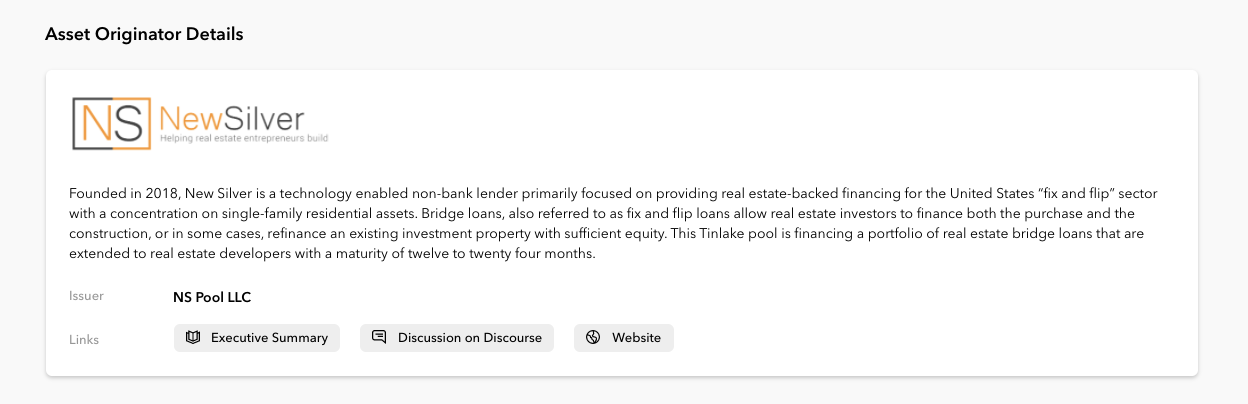 Asset Originator Details
NS NewSilver
Helping real estate entrepreneurs build
Founded in 2018, New Silver is a technology enabled non-bank lender primarily focused on providing real estate-backed financing for the United States “fix and flip” sector
with a concentration on single-family residential assets. Bridge loans, also referred to as fix and flip loans allow real estate investors to finance both the purchase and the
construction, or in some cases, refinance an existing investment property with sufficient equity. This Tinlake pool is financing a portfolio of real estate bridge loans that are
extended to real estate developers with a maturity of twelve to twenty four months.
Issuer NS Pool LLC
Links Executive Summary Discussion on Discourse Website